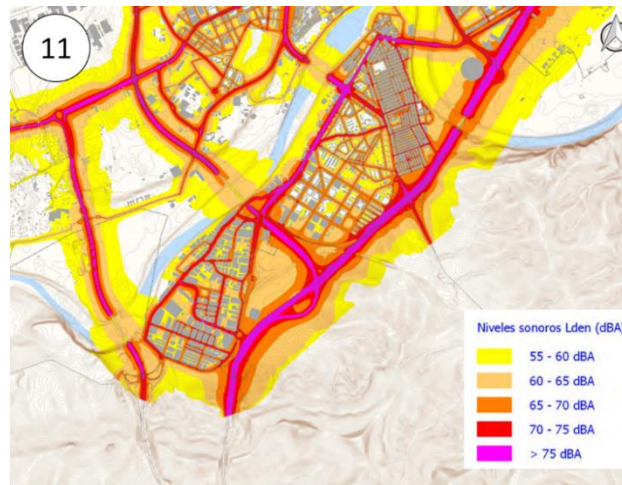 11
Niveles sonoros Lden (dBA)
55 - 60 dBA
60 - 65 dBA
65 - 70 dBA
70 - 75 dBA
> 75 dBA